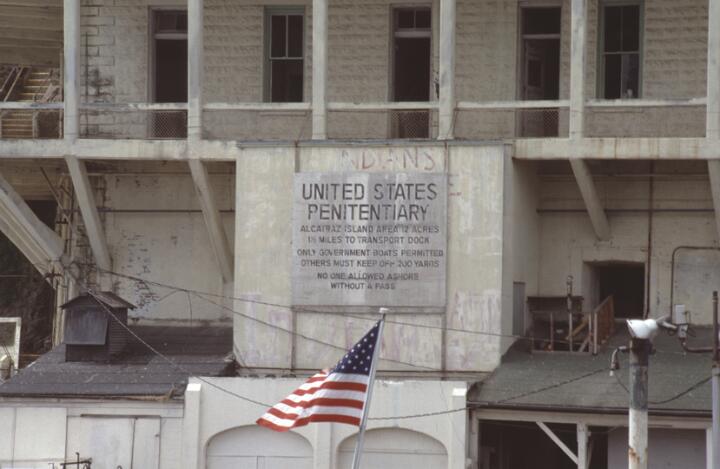 NDIANS
UNITED STATES
PENITENTIARY
ALCATRAZ ISLAND AREA 12 ACRES
1½ MILES TO TRANSPORT DOCK
ONLY GOVERNMENT BOATS PERMITTED
OTHERS MUST KEEP OFF 200 YARDS
NO ONE ALLOWED ASHORE
WITHOUT A PASS